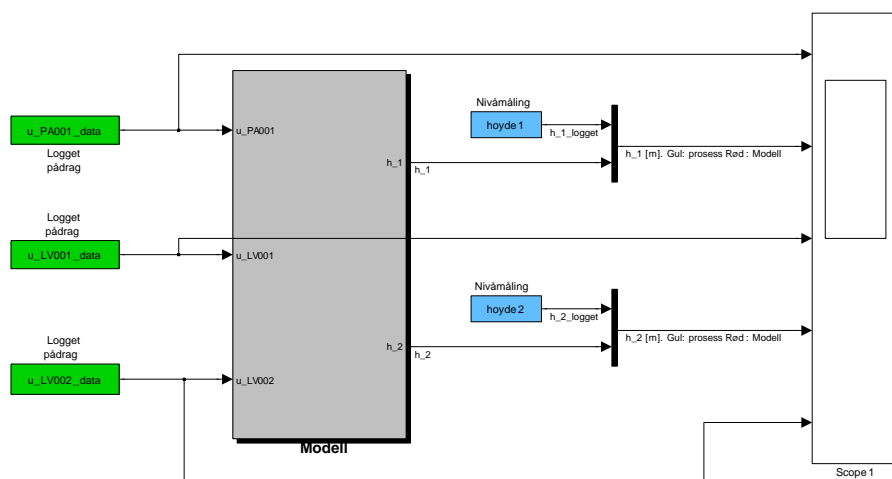 u_PA001_data
Logget
pådrag
Logget
pådrag
u_LV001_data
Logget
pådrag
u_LV002_data
u_PA001
u_LV001
u_LV002
h_1
h_2
Modell
h_1
h_2
Nivåmåling
hoyde 1
h_1_logget
h_1 [m]. Gul: prosess Rød : Modell
Nivåmåling
hoyde 2
h_2_logget
h_2 [m]. Gul: prosess Rød : Modell
Scope 1